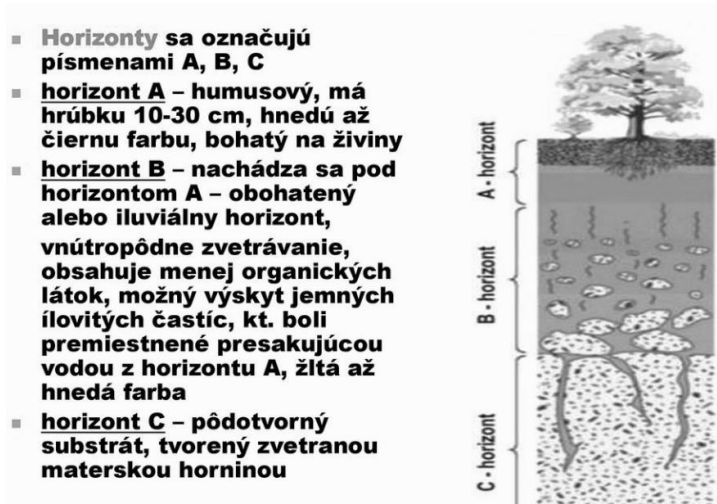 Horizonty sa označujú
písmenami A, B, C
horizont A – humusový, má
hrúbku 10-30 cm, hnedú až
čiernu farbu, bohatý na živiny
horizont B – nachádza sa pod
horizontom A – obohatený
alebo iluviálny horizont,
vnútropôdne zvetrávanie,
obsahuje menej organických
látok, možný výskyt jemných
ílovitých častíc, kt. boli
premiestnené presakujúcou
vodou z horizontu A, žltá až
hnedá farba
horizont C – pôdotvorný
substrát, tvorený zvetranou
materskou horninou
A - horizont
B - horizont
C - horizont